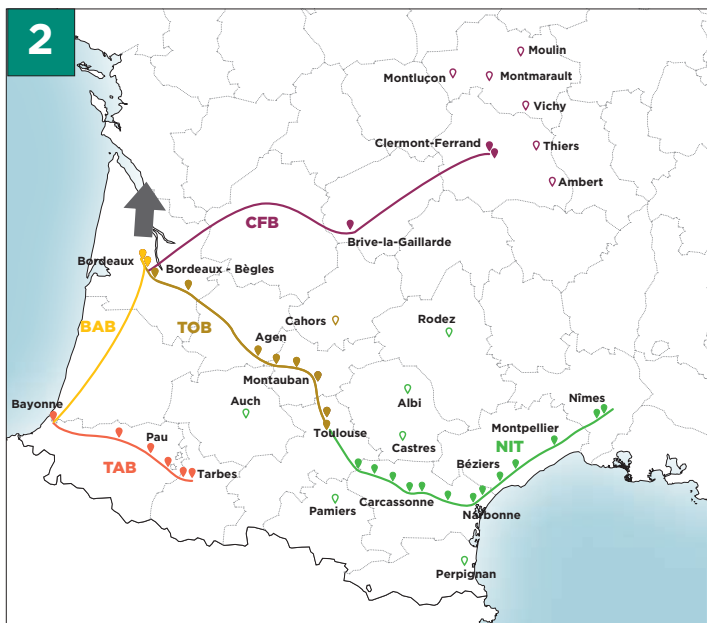 2
Moulin
Montluçon
Montmarault
Vichy
Clermont-Ferrand
Thiers
Ambert
CFB
Brive-la-Gaillarde
Bordeaux
Bordeaux - Bègles
BAB
TOB
Cahors
Rodez
Agen
Montauban
Auch
Albi
Nîmes
Bayonne
Montpellier
Toulouse
Castres
NIT
Pau
Béziers
TAB
Tarbes
Carcassonne
Pamiers
Narbonne
Perpignan